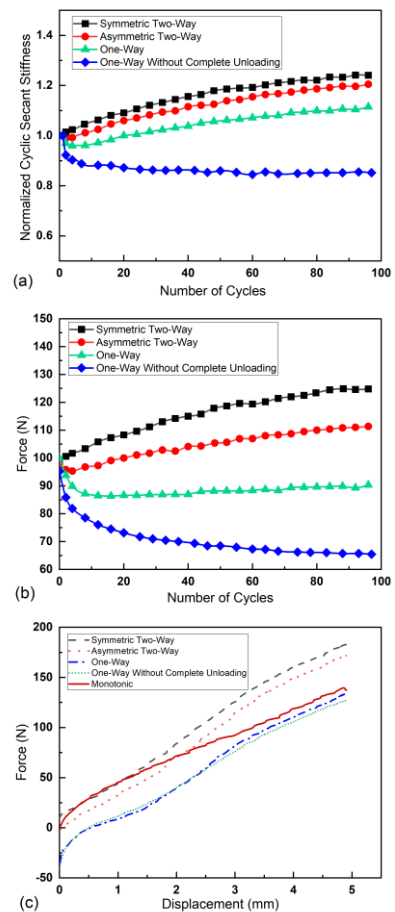 Symmetric Two-Way
Asymmetric Two-Way
One-Way
One-Way Without Complete Unloading
Normalized Cyclic Secant Stiffness
1.4
1.2
1.0
0.8
0.6
0 20 40 60 80 100
Number of Cycles
(a)
Symmetric Two-Way
Asymmetric Two-Way
One-Way
One-Way Without Complete Unloading
Force (N)
150
140
130
120
110
100
90
80
70
60
0 20 40 60 80 100
Number of Cycles
(b)
Symmetric Two-Way
Asymmetric Two-Way
One-Way
One-Way Without Complete Unloading
Monotonic
Force (N)
200
150
100
50
0
-50
0 1 2 3 4 5
Displacement (mm)
(c)